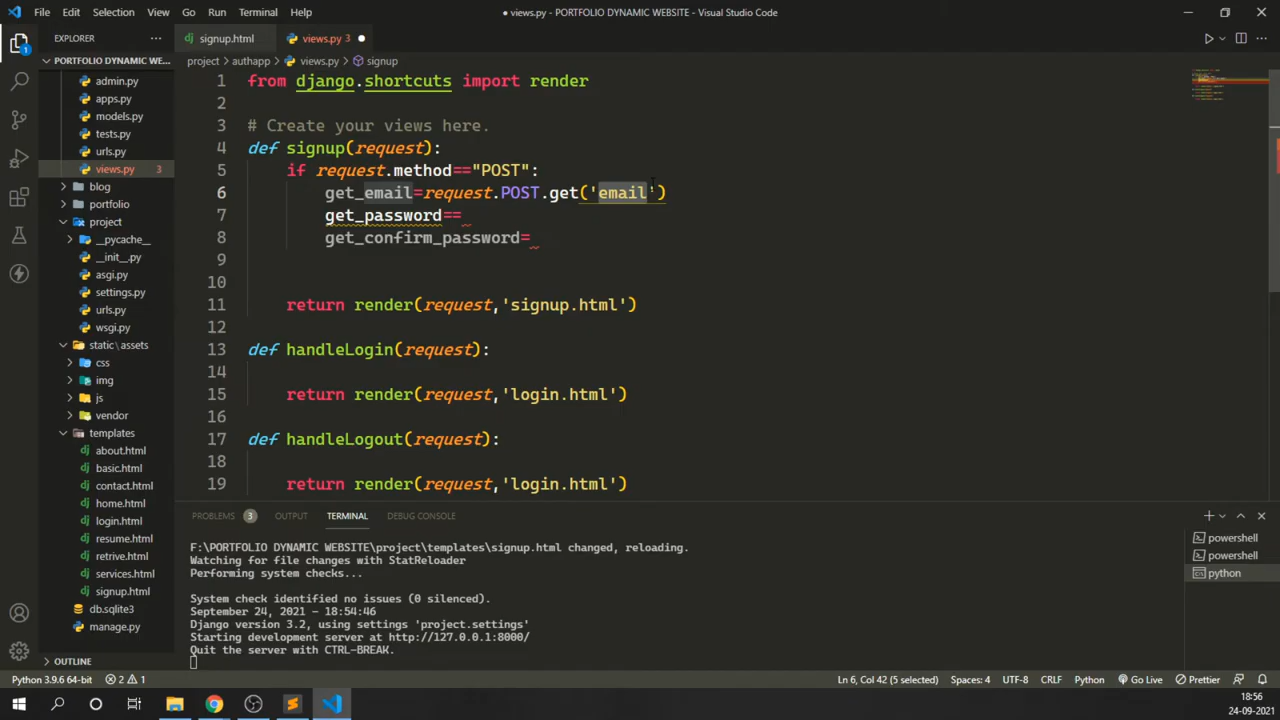 File Edit Selection View Go Run Terminal Help
● views.py - PORTFOLIO DYNAMIC WEBSITE - Visual Studio Code
EXPLORER
signup.html
views.py 3
PORTFOLIO DYNAMIC WE...
project > authapp > views.py > signup
admin.py
apps.py
models.py
tests.py
urls.py
views.py 3
blog
portfolio
project
__pycache__
__init__.py
asgi.py
settings.py
urls.py
wsgi.py
static\assets
css
img
js
vendor
templates
about.html
basic.html
contact.html
home.html
login.html
resume.html
retrive.html
services.html
signup.html
db.sqlite3
manage.py
OUTLINE
1 from django.shortcuts import render
2
3 # Create your views here.
4 def signup(request):
5 if request.method=="POST":
6 get_email=request.POST.get('email')
7 get_password==
8 get_confirm_password=
9
10
11 return render(request,'signup.html')
12
13 def handleLogin(request):
14
15 return render(request,'login.html')
16
17 def handleLogout(request):
18
19 return render(request,'login.html')
PROBLEMS 3 OUTPUT TERMINAL DEBUG CONSOLE
F:\PORTFOLIO DYNAMIC WEBSITE\project\templates\signup.html changed, reloading.
Watching for file changes with StatReloader
Performing system checks...
System check identified no issues (0 silenced).
September 24, 2021 - 18:54:46
Django version 3.2, using settings 'project.settings'
Starting development server at http://127.0.0.1:8000/
Quit the server with CTRL-BREAK.
powershell
powershell
python
Python 3.9.6 64-bit 2 1 Ln 6, Col 42 (5 selected) Spaces: 4 UTF-8 CRLF Python Go Live Prettier
18:56
24-09-2021